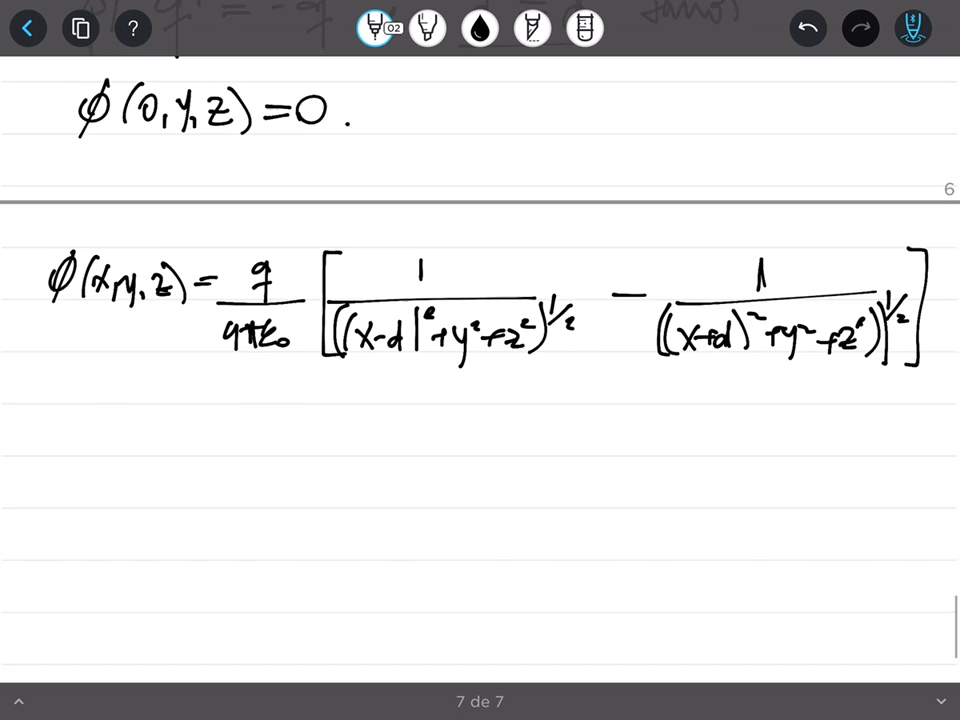 q' = -q
02
?
ϕ(0,y,z) = 0.
6
ϕ(x,y,z) = q/4πε₀ [1/((x-d)²+y²+z²)^1/2 - 1/((x+d)²+y²+z²)^1/2]
7 de 7